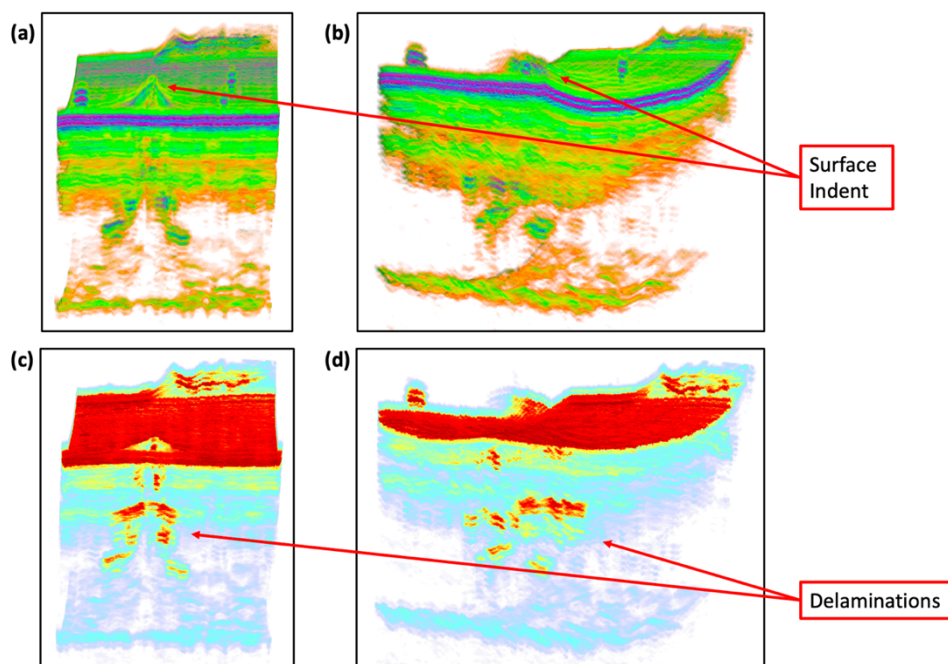 (a)
(b)
Surface
Indent
(c)
(d)
Delaminations